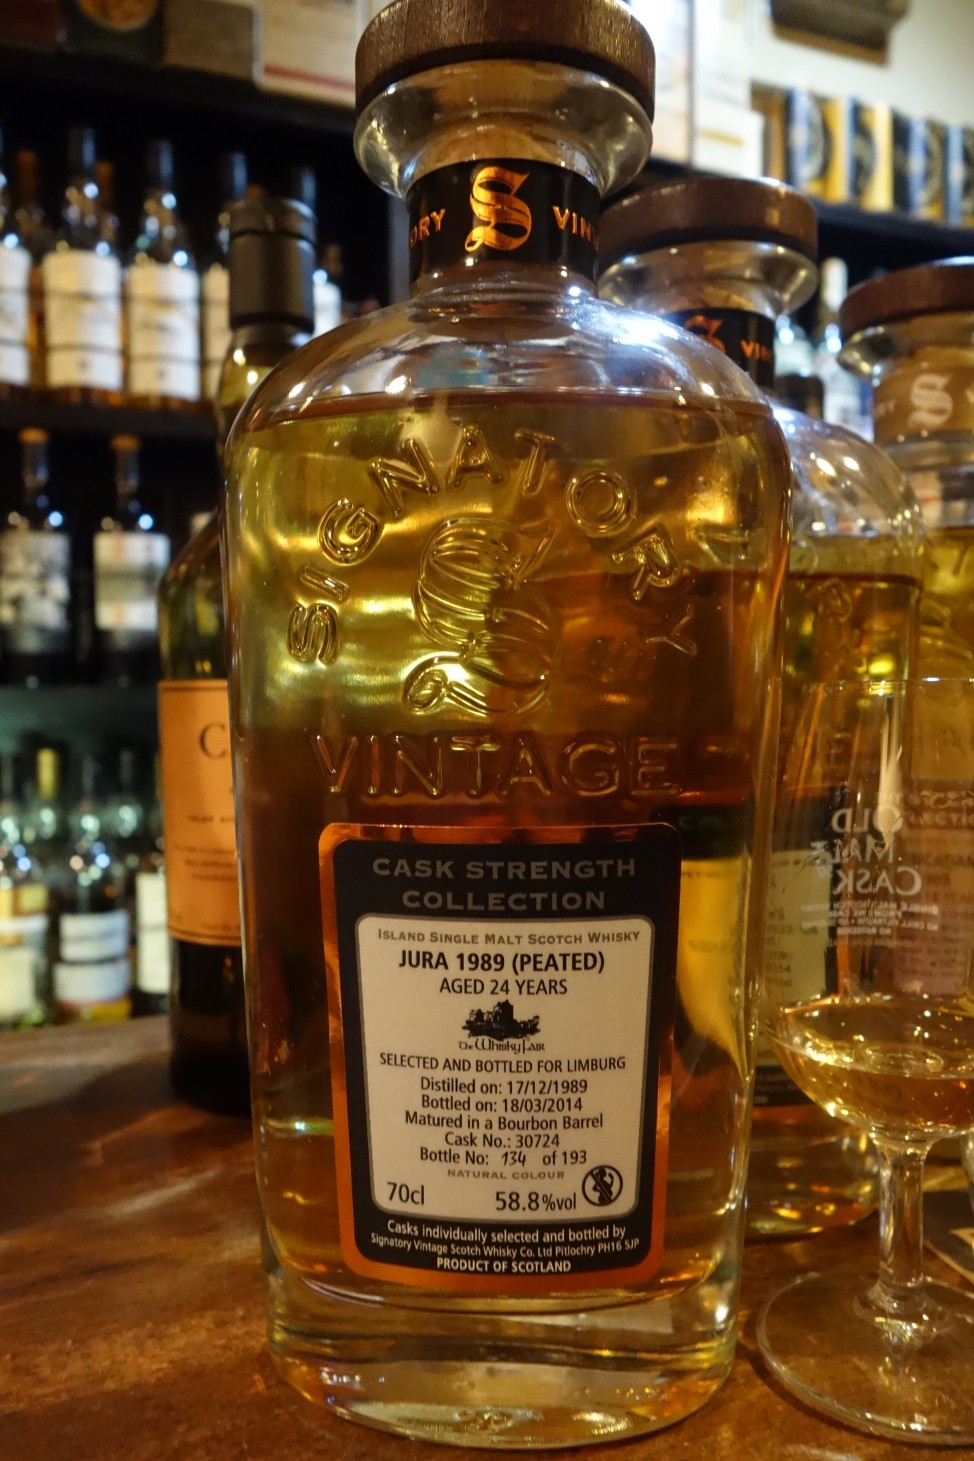 ORY S VIN
S VIN
S
SIGNATORY
VINTAGE
CASK STRENGTH
COLLECTION
ISLAND SINGLE MALT SCOTCH WHISKY
JURA 1989 (PEATED)
AGED 24 YEARS
The Whisky Fair
SELECTED AND BOTTLED FOR LIMBURG
Distilled on: 17/12/1989
Bottled on: 18/03/2014
Matured in a Bourbon Barrel
Cask No.: 30724
Bottle No: 134 of 193
NATURAL COLOUR
70cl 58.8%vol
Casks individually selected and bottled by
Signatory Vintage Scotch Whisky Co. Ltd Pitlochry PH16 5JP
PRODUCT OF SCOTLAND
OLD
MALT
CASK